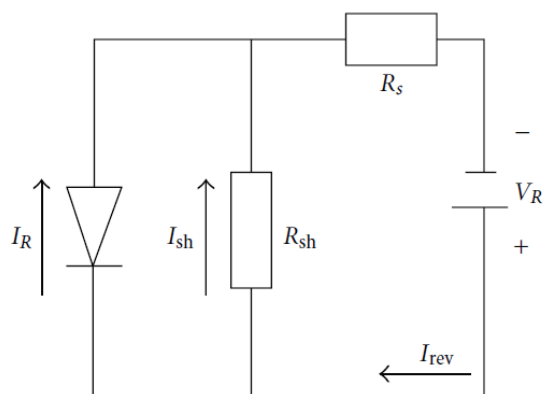 R_s
−
I_R
I_sh
R_sh
V_R
+
I_rev